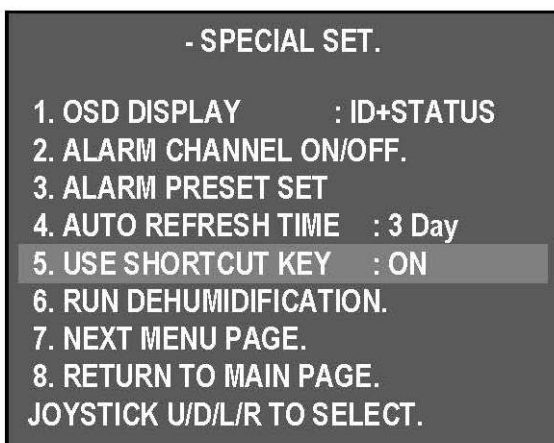 - SPECIAL SET.
1. OSD DISPLAY : ID+STATUS
2. ALARM CHANNEL ON/OFF.
3. ALARM PRESET SET
4. AUTO REFRESH TIME : 3 Day
5. USE SHORTCUT KEY : ON
6. RUN DEHUMIDIFICATION.
7. NEXT MENU PAGE.
8. RETURN TO MAIN PAGE.
JOYSTICK U/D/L/R TO SELECT.